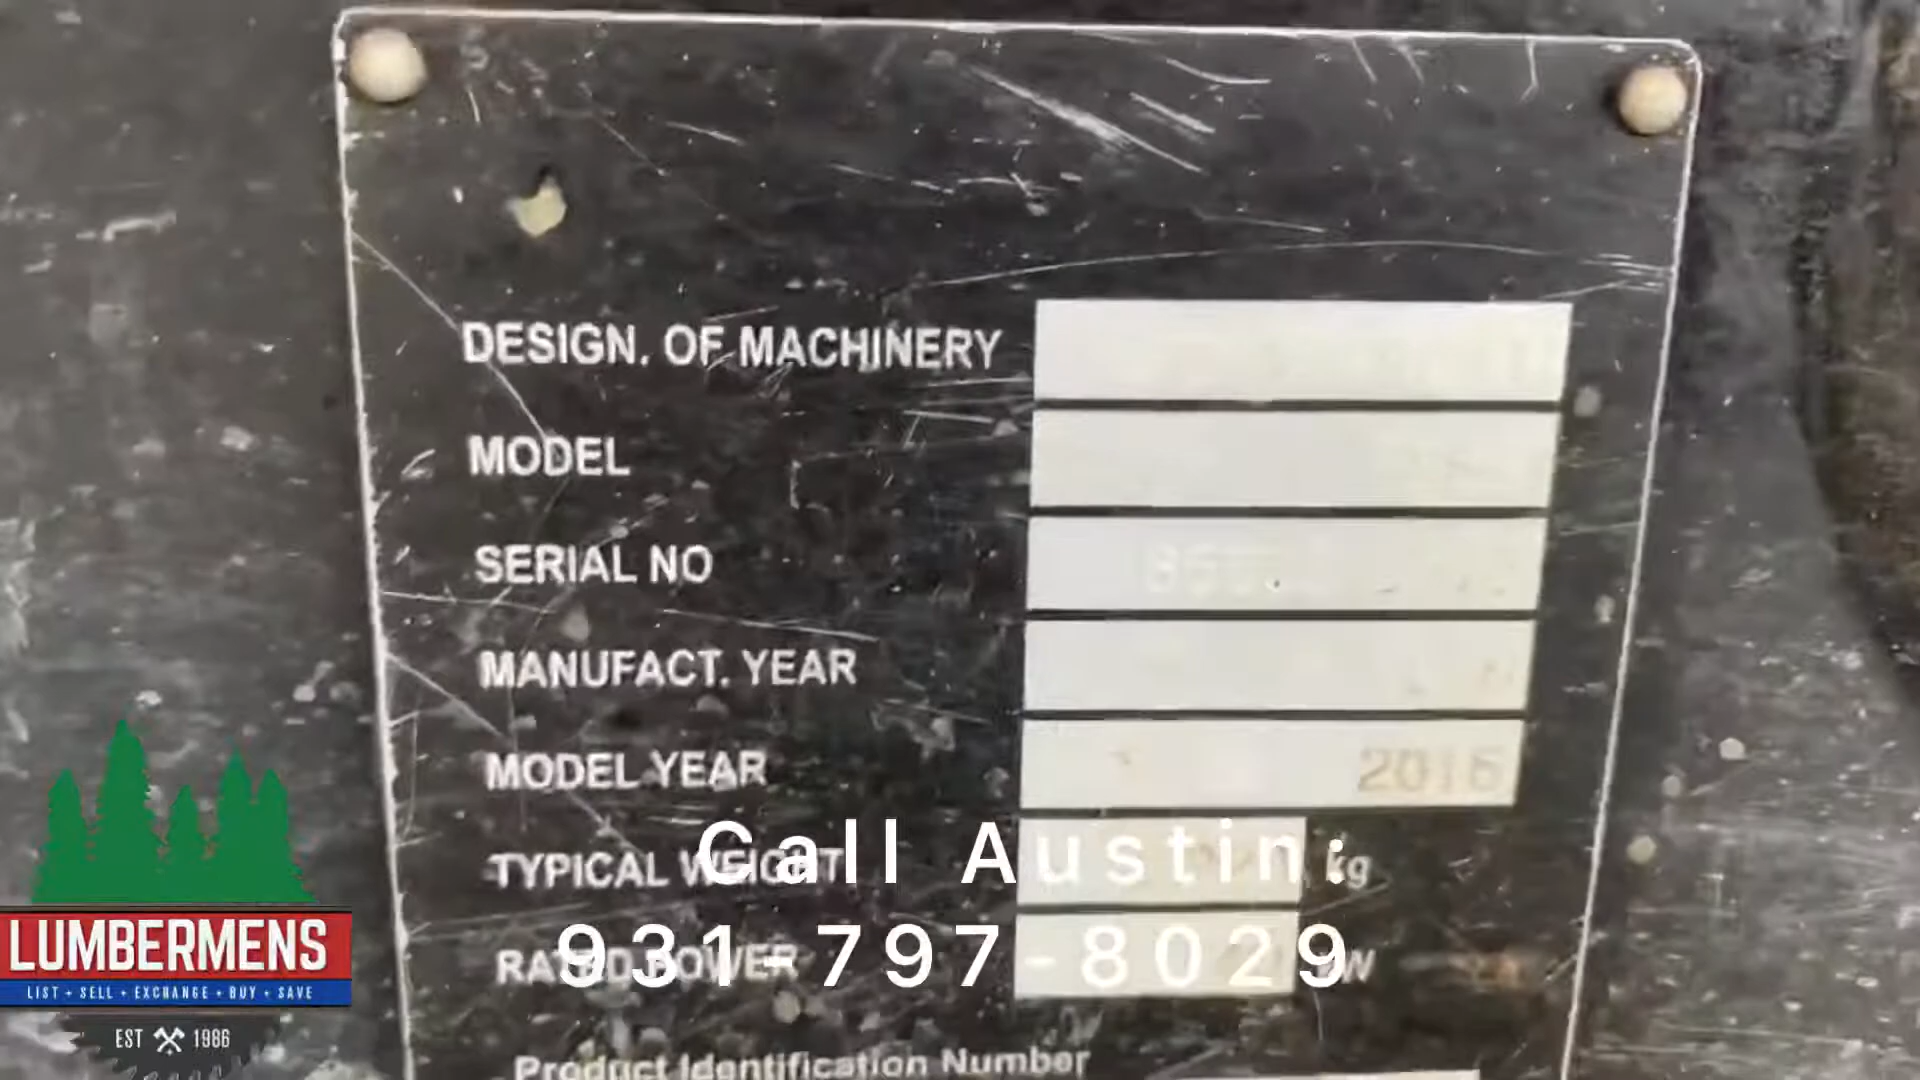 DESIGN. OF MACHINERY
MODEL
SERIAL NO
MANUFACT. YEAR
MODEL YEAR 2016
TYPICAL WEIGHT kg
Call Austin:
RATED POWER kW
931-797-8029
Product Identification Number
LUMBERMENS
LIST + SELL + EXCHANGE + BUY + SAVE
EST 1986